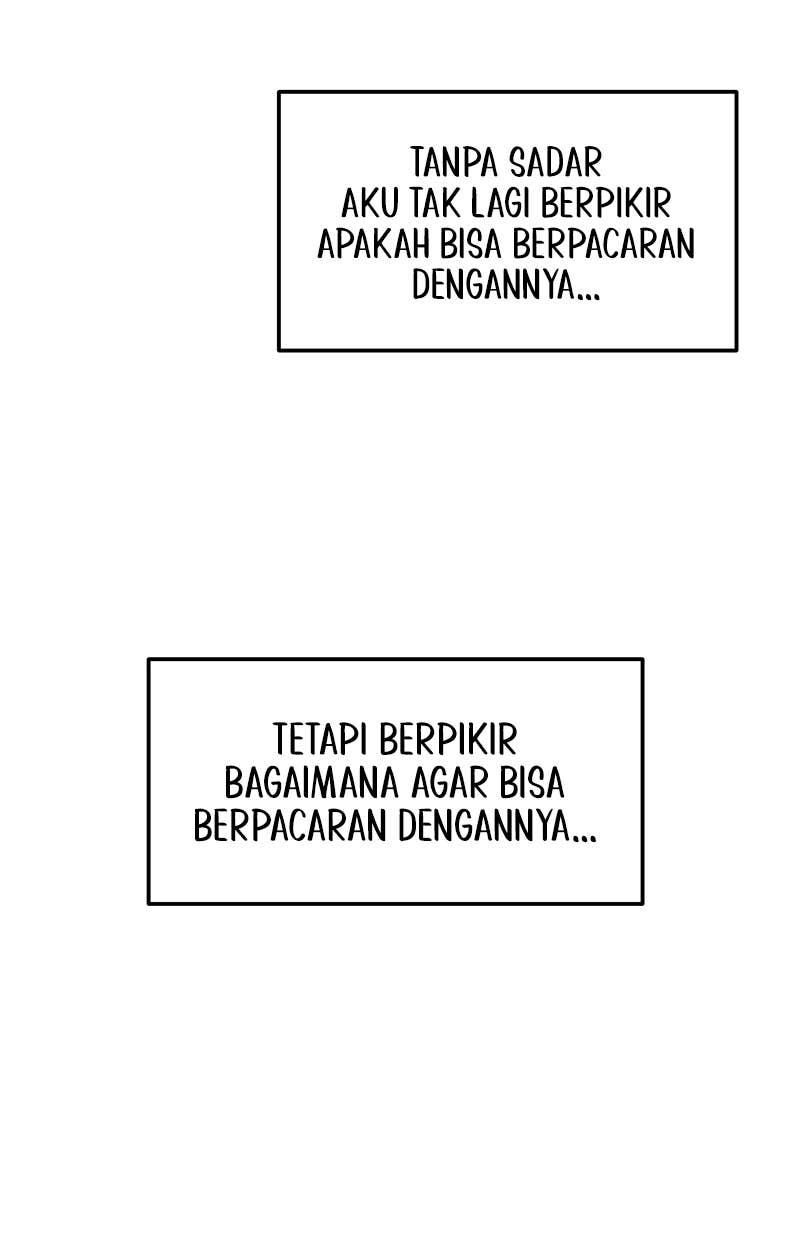 TANPA SADAR
AKU TAK LAGI BERPIKIR
APAKAH BISA BERPACARAN
DENGANNYA...
TETAPI BERPIKIR
BAGAIMANA AGAR BISA
BERPACARAN DENGANNYA...